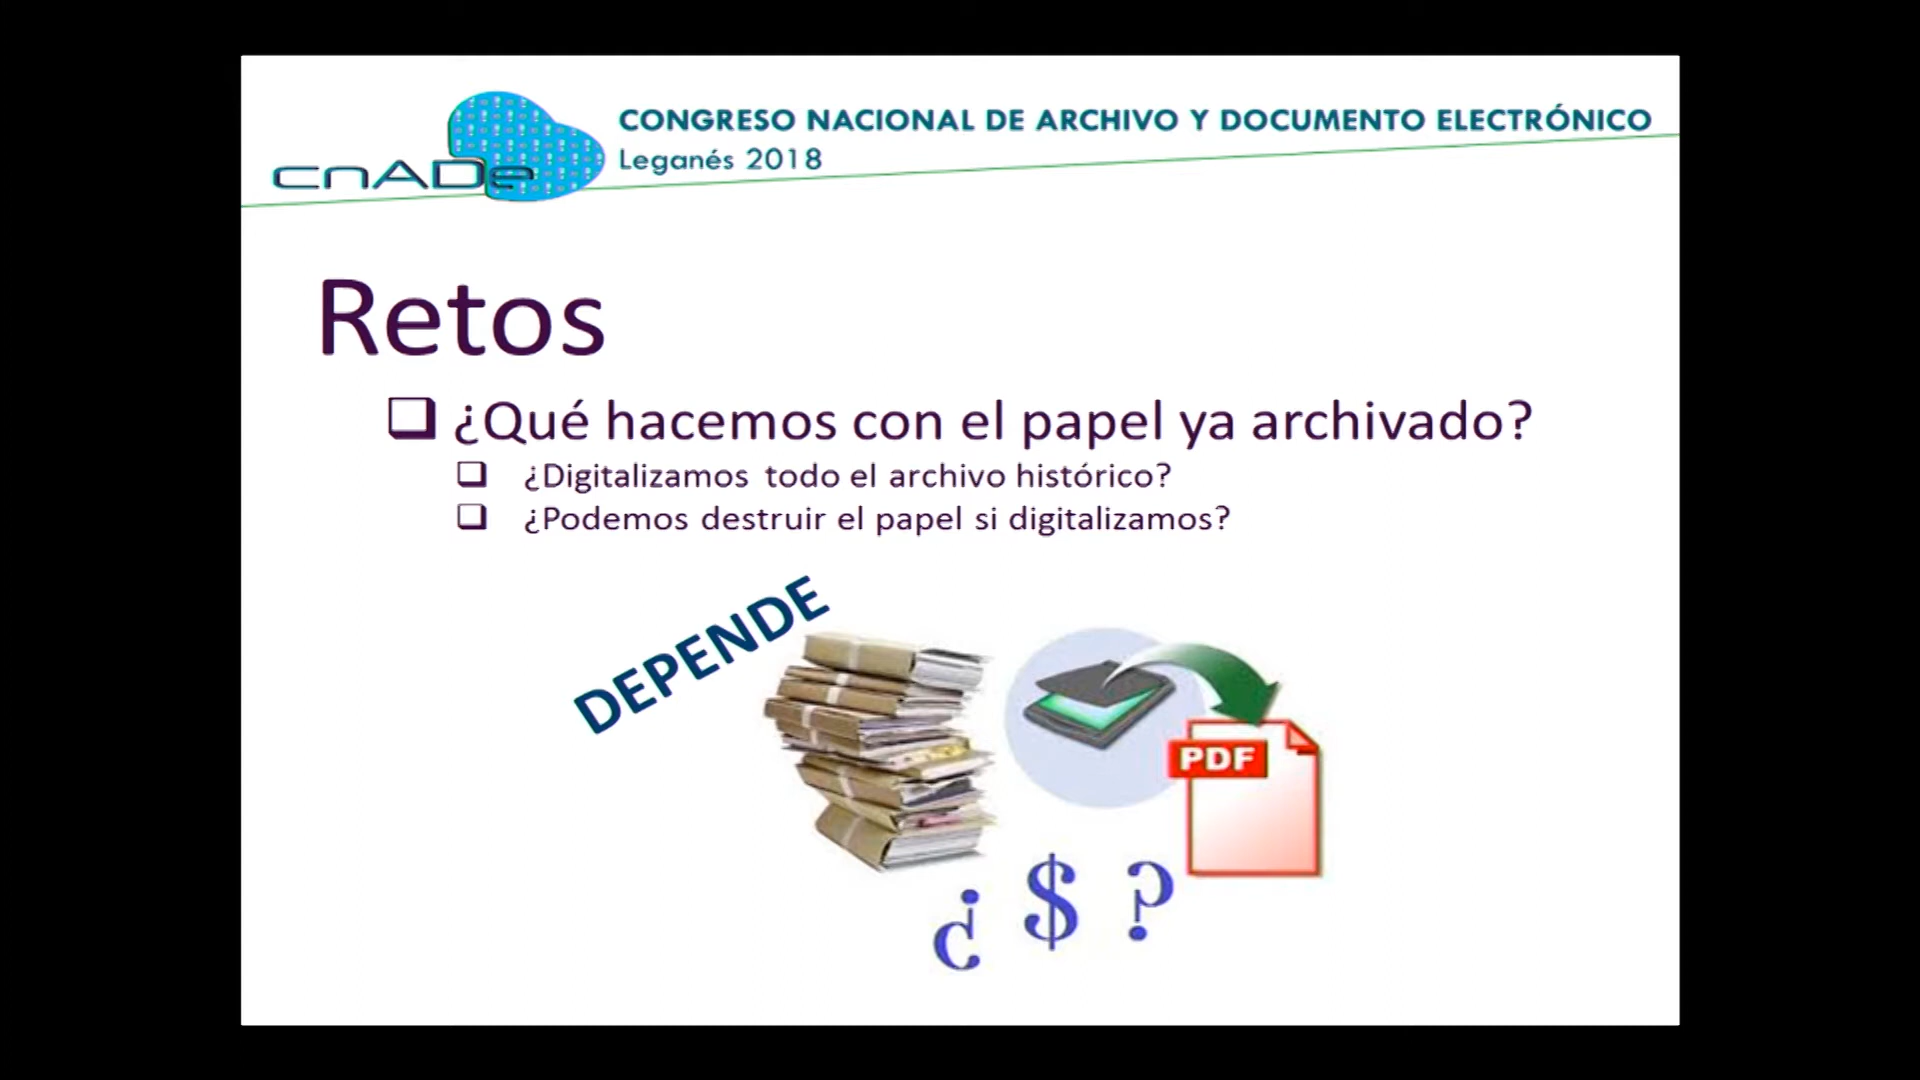 cnADe
CONGRESO NACIONAL DE ARCHIVO Y DOCUMENTO ELECTRÓNICO
Leganés 2018
Retos
¿Qué hacemos con el papel ya archivado?
¿Digitalizamos todo el archivo histórico?
¿Podemos destruir el papel si digitalizamos?
DEPENDE
PDF
¿ $ ?